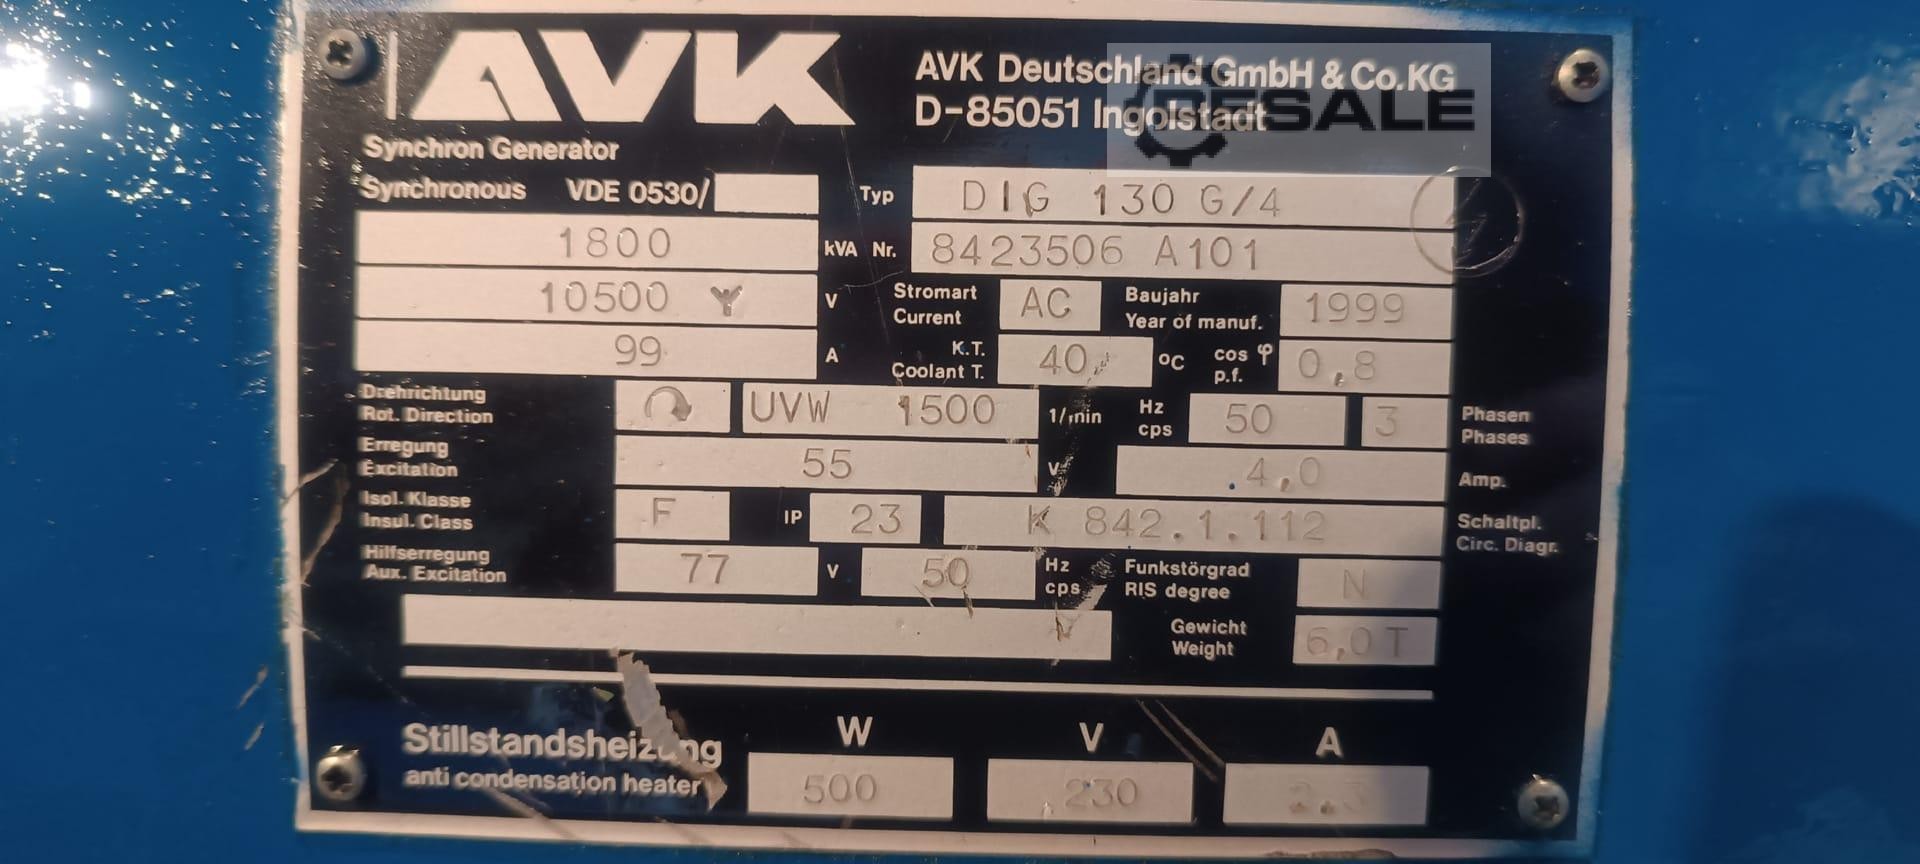 AVK
AVK Deutschland GmbH & Co.KG
D-85051 Ingolstadt
RESALE
Synchron Generator
Synchronous VDE 0530/ Typ DIG 130 G/4
1800 kVA Nr. 8423506 A101
10500 Y V Stromart Current AC Baujahr Year of manuf. 1999
99 A K.T. Coolant T. 40 °C cos φ p.f. 0,8
Drehrichtung Rot. Direction UVW 1500 1/min Hz cps 50 3 Phasen Phases
Erregung Excitation 55 V 4,0 Amp.
Isol. Klasse Insul. Class F IP 23 K 842.1.112 Schaltpl. Circ. Diagr.
Hilfserregung Aux. Excitation 77 V 50 Hz cps Funkstörgrad RIS degree N
Gewicht Weight 6,0 T
W V A
Stillstandsheizung
anti condensation heater 500 230 2.3